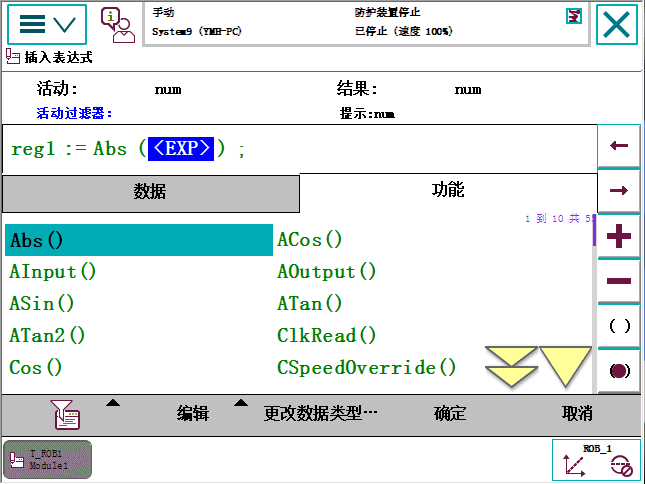 手动
System9 (YMH-PC)
防护装置停止
已停止 (速度 100%)
插入表达式
活动: num 结果: num
活动过滤器: 提示:num
reg1 := Abs ( <EXP> ) ;
数据 功能
1 到 10 共 5
Abs() ACos()
AInput() AOutput()
ASin() ATan()
ATan2() ClkRead()
Cos() CSpeedOverride()
( )
编辑 更改数据类型… 确定 取消
T_ROB1
Module1
ROB_1